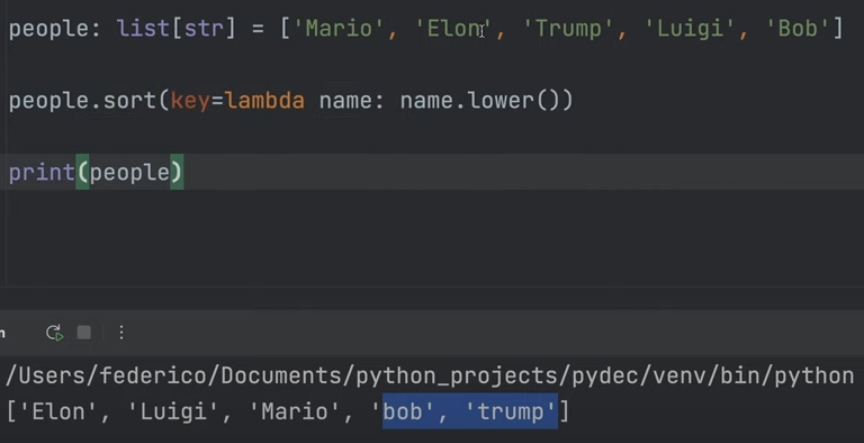 people: list[str] = ['Mario', 'Elon', 'Trump', 'Luigi', 'Bob']
people.sort(key=lambda name: name.lower())
print(people)
n
/Users/federico/Documents/python_projects/pydec/venv/bin/python
['Elon', 'Luigi', 'Mario', 'bob', 'trump']